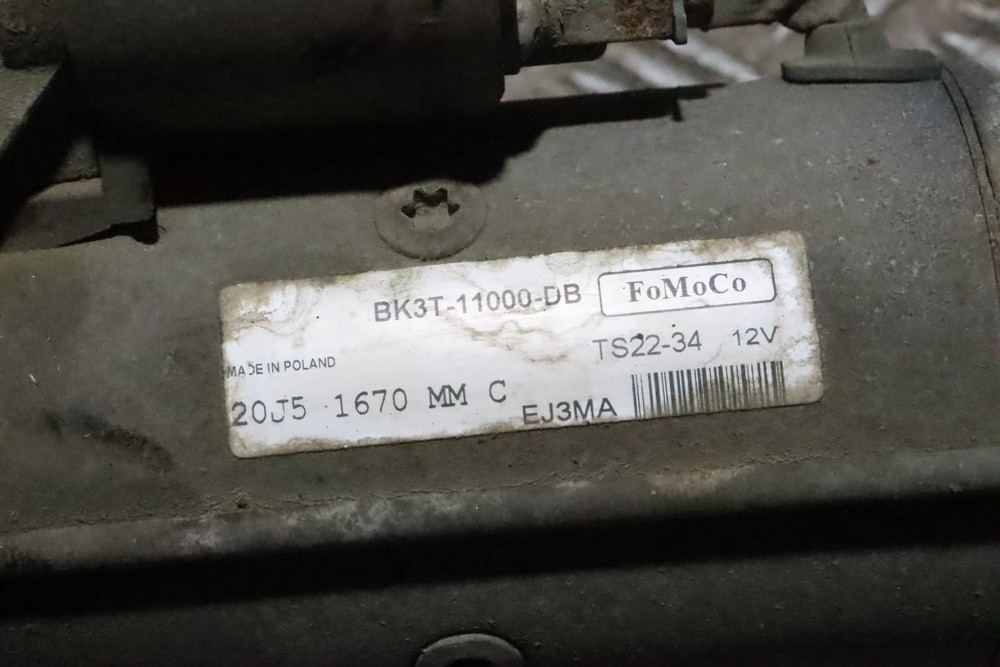 BK3T-11000-DB FoMoCo
TS22-34 12V
MADE IN POLAND
20J5 1670 MM C EJ3MA